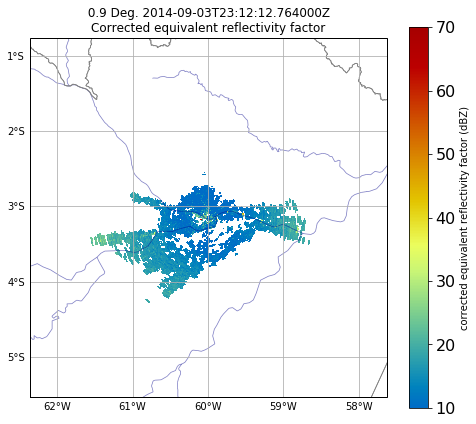 0.9 Deg. 2014-09-03T23:12:12.764000Z
Corrected equivalent reflectivity factor
1°S
2°S
3°S
4°S
5°S
62°W
61°W
60°W
59°W
58°W
70
60
50
40
30
20
10
corrected equivalent reflectivity factor (dBZ)